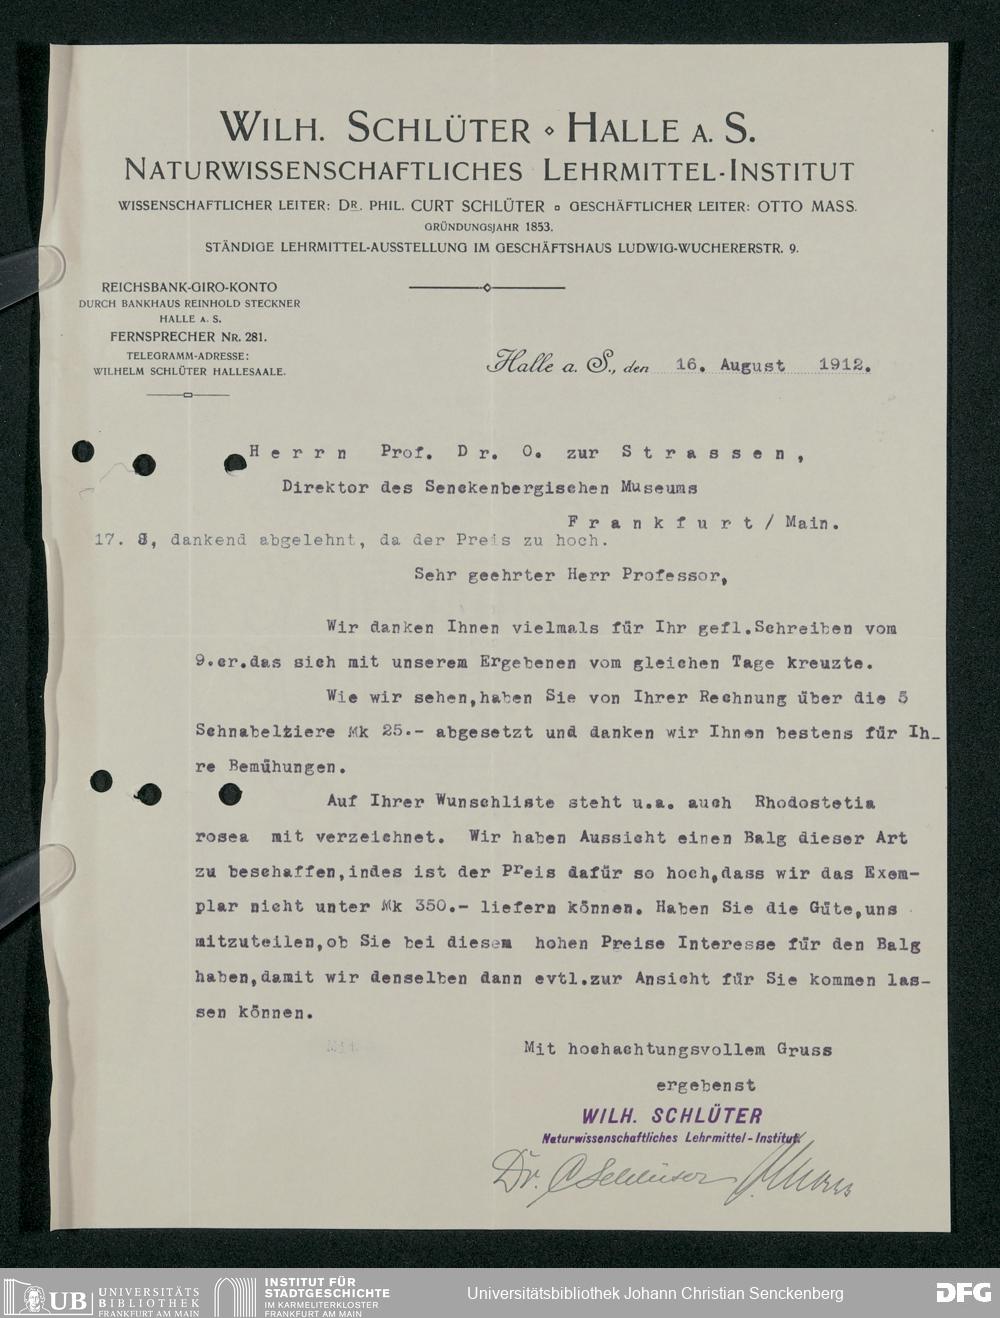 WILH. SCHLÜTER ⋄ HALLE A. S.
NATURWISSENSCHAFTLICHES LEHRMITTEL-INSTITUT
WISSENSCHAFTLICHER LEITER: DR. PHIL. CURT SCHLÜTER ▫ GESCHÄFTLICHER LEITER: OTTO MASS.
GRÜNDUNGSJAHR 1853.
STÄNDIGE LEHRMITTEL-AUSSTELLUNG IM GESCHÄFTSHAUS LUDWIG-WUCHERERSTR. 9.
REICHSBANK-GIRO-KONTO
DURCH BANKHAUS REINHOLD STECKNER
HALLE A. S.
FERNSPRECHER NR. 281.
TELEGRAMM-ADRESSE:
WILHELM SCHLÜTER HALLESAALE.
Halle a. S., den 16. August 1912.
Herrn Prof. Dr. O. zur Strassen,
Direktor des Senckenbergischen Museums
Frankfurt/Main.
17. 8, dankend abgelehnt, da der Preis zu hoch.
Sehr geehrter Herr Professor,
Wir danken Ihnen vielmals für Ihr gefl.Schreiben vom
9.cr.das sich mit unserem Ergebenen vom gleichen Tage kreuzte.
Wie wir sehen,haben Sie von Ihrer Rechnung über die 5
Schnabeltiere Mk 25.- abgesetzt und danken wir Ihnen bestens für Ih-
re Bemühungen.
Auf Ihrer Wunschliste steht u.a. auch Rhodostetia
rosea mit verzeichnet. Wir haben Aussicht einen Balg dieser Art
zu beschaffen,indes ist der Preis dafür so hoch,dass wir das Exem-
plar nicht unter Mk 350.- liefern können. Haben Sie die Güte,uns
mitzuteilen,ob Sie bei diesem hohen Preise Interesse für den Balg
haben,damit wir denselben dann evtl.zur Ansicht für Sie kommen las-
sen können.
Mit
Mit hochachtungsvollem Gruss
ergebenst
WILH. SCHLÜTER
Naturwissenschaftliches Lehrmittel-Institut.
Dr. C Schlüter
UB UNIVERSITÄTS
BIBLIOTHEK
FRANKFURT AM MAIN
INSTITUT FÜR
STADTGESCHICHTE
IM KARMELITERKLOSTER
FRANKFURT AM MAIN
Universitätsbibliothek Johann Christian Senckenberg
DFG